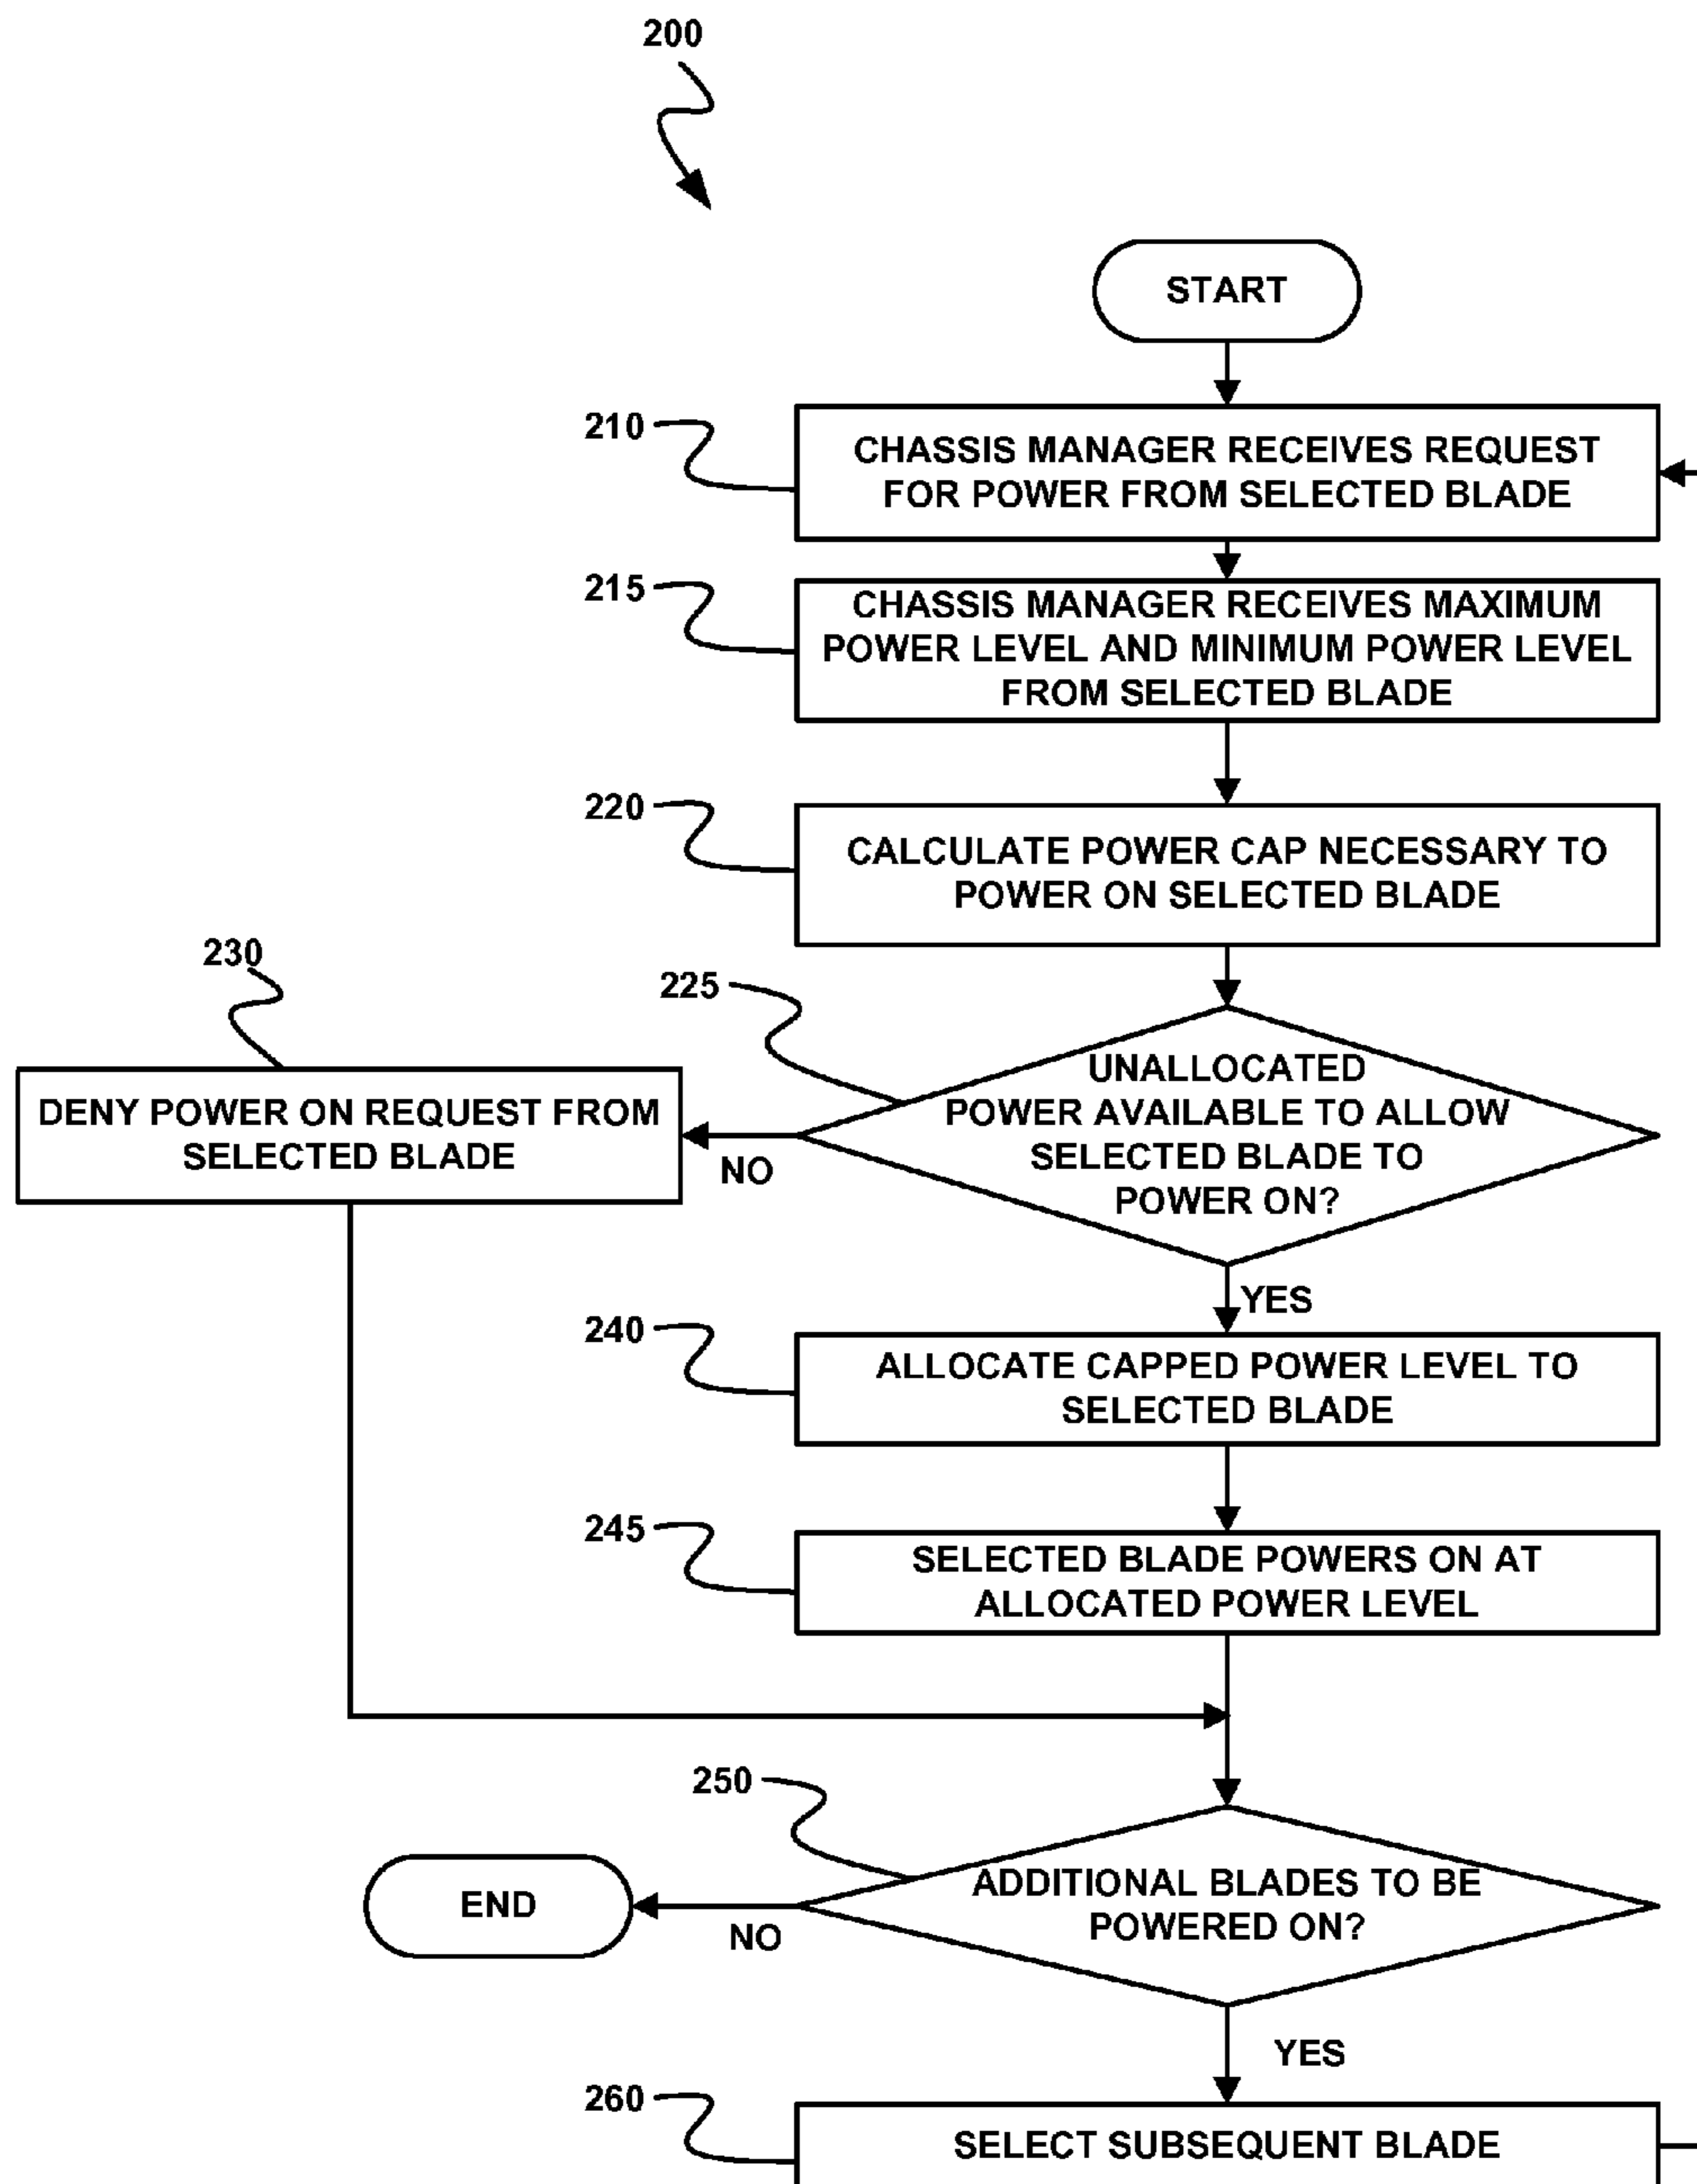 200
START
210
CHASSIS MANAGER RECEIVES REQUEST
FOR POWER FROM SELECTED BLADE
215
CHASSIS MANAGER RECEIVES MAXIMUM
POWER LEVEL AND MINIMUM POWER LEVEL
FROM SELECTED BLADE
220
CALCULATE POWER CAP NECESSARY TO
POWER ON SELECTED BLADE
225
UNALLOCATED
POWER AVAILABLE TO ALLOW
SELECTED BLADE TO
POWER ON?
NO
230
DENY POWER ON REQUEST FROM
SELECTED BLADE
YES
240
ALLOCATE CAPPED POWER LEVEL TO
SELECTED BLADE
245
SELECTED BLADE POWERS ON AT
ALLOCATED POWER LEVEL
250
ADDITIONAL BLADES TO BE
POWERED ON?
NO
END
YES
260
SELECT SUBSEQUENT BLADE